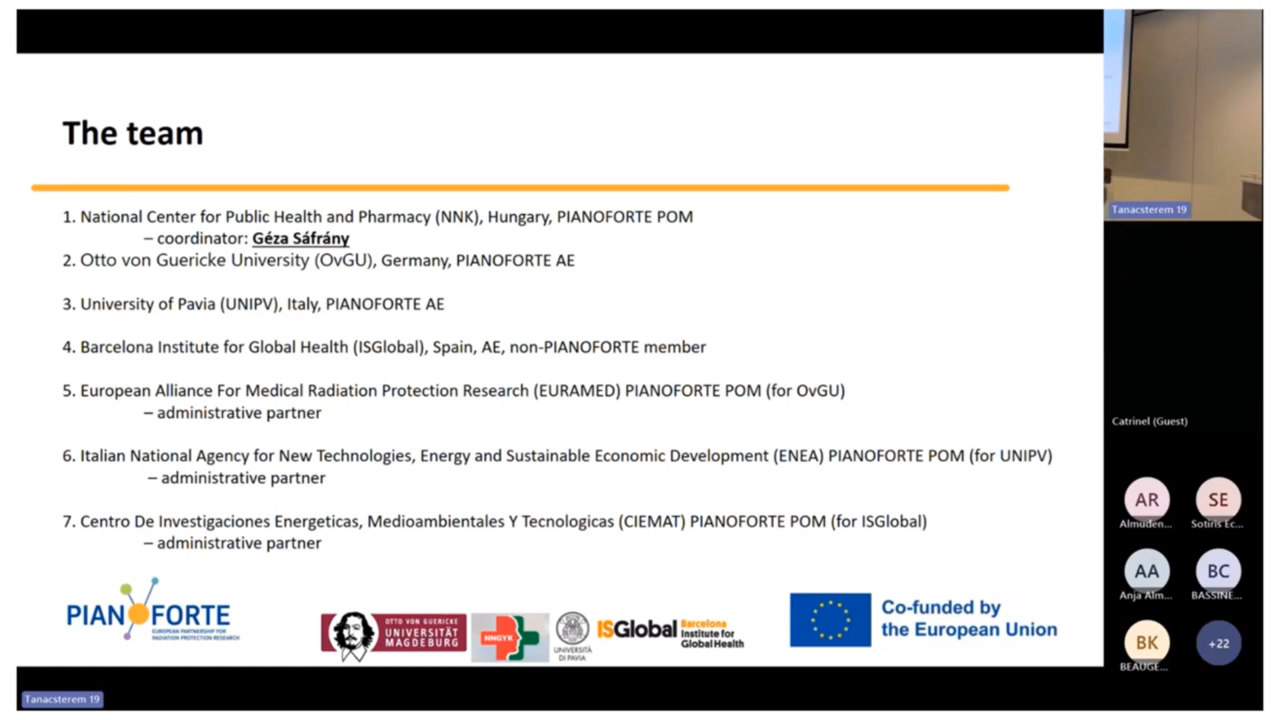 The team
1. National Center for Public Health and Pharmacy (NNK), Hungary, PIANOFORTE POM
– coordinator: Géza Sáfrány
2. Otto von Guericke University (OvGU), Germany, PIANOFORTE AE
3. University of Pavia (UNIPV), Italy, PIANOFORTE AE
4. Barcelona Institute for Global Health (ISGlobal), Spain, AE, non-PIANOFORTE member
5. European Alliance For Medical Radiation Protection Research (EURAMED) PIANOFORTE POM (for OvGU)
– administrative partner
6. Italian National Agency for New Technologies, Energy and Sustainable Economic Development (ENEA) PIANOFORTE POM (for UNIPV)
– administrative partner
7. Centro De Investigaciones Energeticas, Medioambientales Y Tecnologicas (CIEMAT) PIANOFORTE POM (for ISGlobal)
– administrative partner
PIANOFORTE
EUROPEAN PARTNERSHIP FOR
RADIATION PROTECTION RESEARCH
OTTO VON GUERICKE
UNIVERSITÄT
MAGDEBURG
NNGYK
UNIVERSITÀ
DI PAVIA
ISGlobal
Barcelona
Institute for
Global Health
Co-funded by
the European Union
Tanacsterem 19
Tanacsterem 19
Catrinel (Guest)
AR
Almuden...
SE
Sotiris Ec...
AA
Anja Alm...
BC
BASSINE...
BK
BEAUGE...
+22